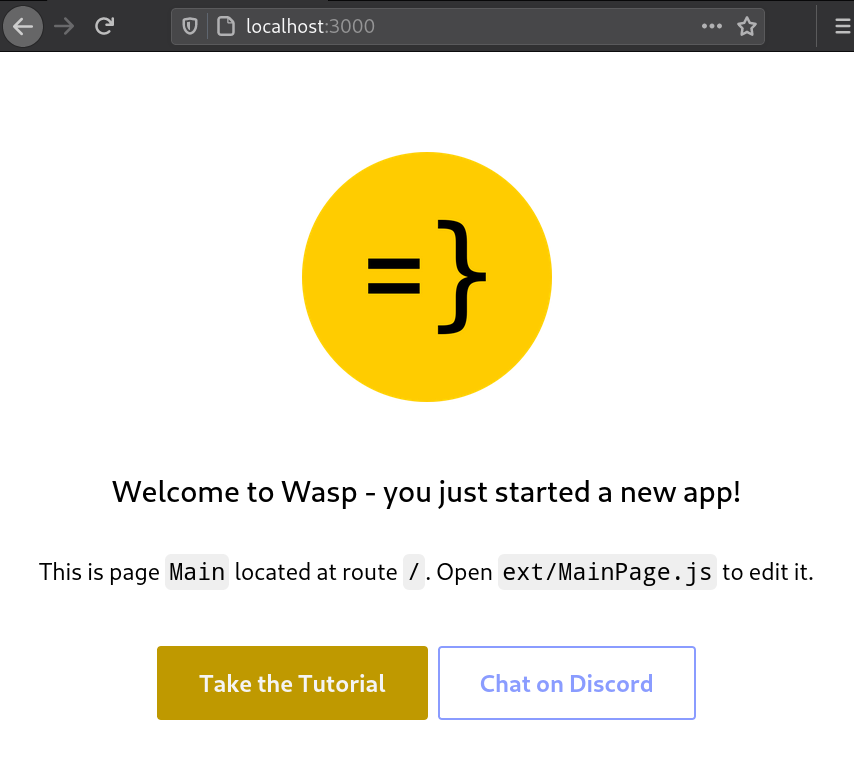 localhost:3000
=}
Welcome to Wasp - you just started a new app!
This is page Main located at route /. Open ext/MainPage.js to edit it.
Take the Tutorial
Chat on Discord